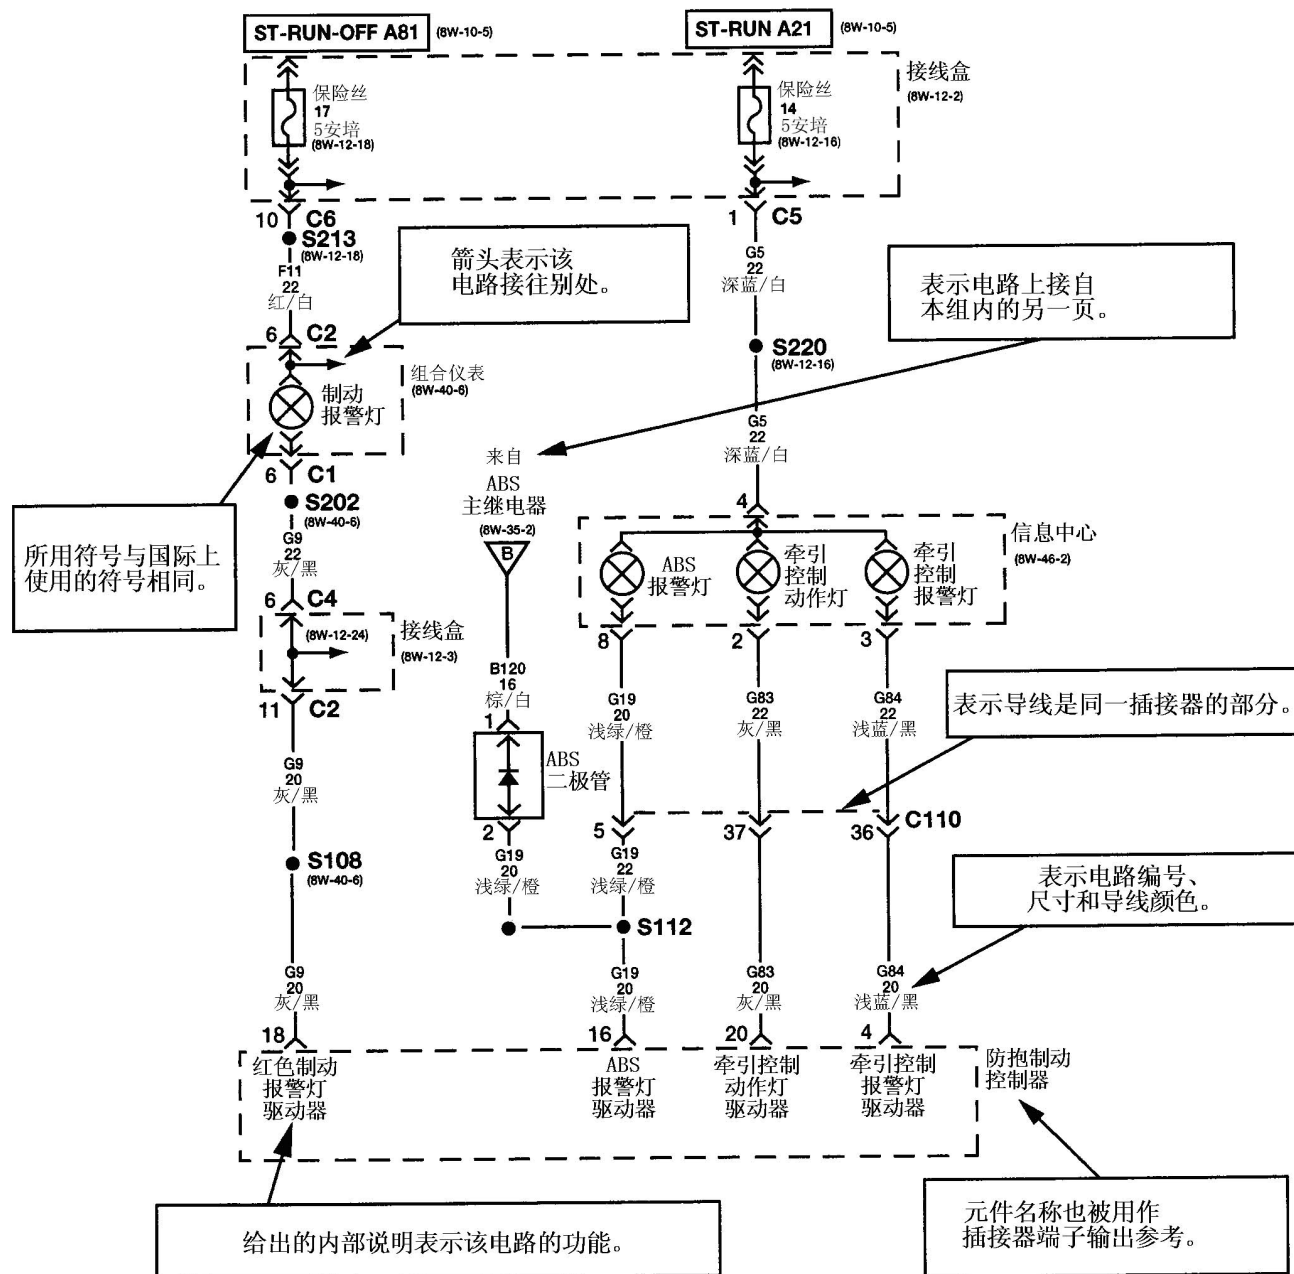 ST-RUN-OFF A81
(8W-10-5)
ST-RUN A21
(8W-10-5)
接线盒
(8W-12-2)
保险丝
17
5安培
(8W-12-18)
保险丝
14
5安培
(8W-12-16)
10
C6
S213
(8W-12-18)
F11
22
红/白
6
C2
1
C5
G5
22
深蓝/白
箭头表示该
电路接往别处。
表示电路上接自
本组内的另一页。
S220
(8W-12-16)
组合仪表
(8W-40-6)
制动
报警灯
6
C1
S202
(8W-40-6)
G9
22
灰/黑
6
C4
G5
22
深蓝/白
4
来自
ABS
主继电器
(8W-35-2)
B
所用符号与国际上
使用的符号相同。
信息中心
(8W-46-2)
ABS
报警灯
牵引
控制
动作灯
牵引
控制
报警灯
8
2
3
(8W-12-24)
接线盒
(8W-12-3)
11
C2
B120
16
棕/白
1
ABS
二极管
2
G19
20
浅绿/橙
G83
22
灰/黑
G84
22
浅蓝/黑
表示导线是同一插接器的部分。
G9
20
灰/黑
5
37
36
C110
S108
(8W-40-6)
G19
20
浅绿/橙
G19
22
浅绿/橙
S112
表示电路编号、
尺寸和导线颜色。
G9
20
灰/黑
G19
20
浅绿/橙
G83
20
灰/黑
G84
20
浅蓝/黑
18
16
20
4
红色制动
报警灯
驱动器
ABS
报警灯
驱动器
牵引控制
动作灯
驱动器
牵引控制
报警灯
驱动器
防抱制动
控制器
给出的内部说明表示该电路的功能。
元件名称也被用作
插接器端子输出参考。